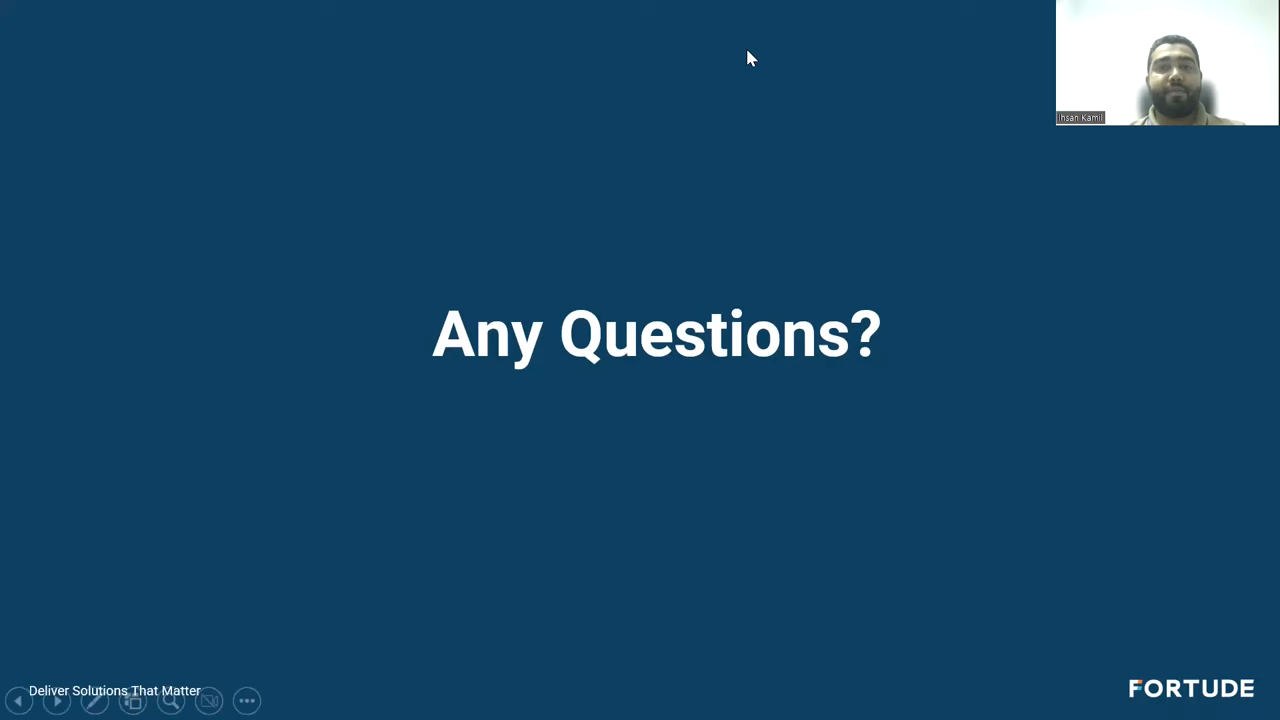 Ihsan Kamil
Any Questions?
Deliver Solutions That Matter
FORTUDE